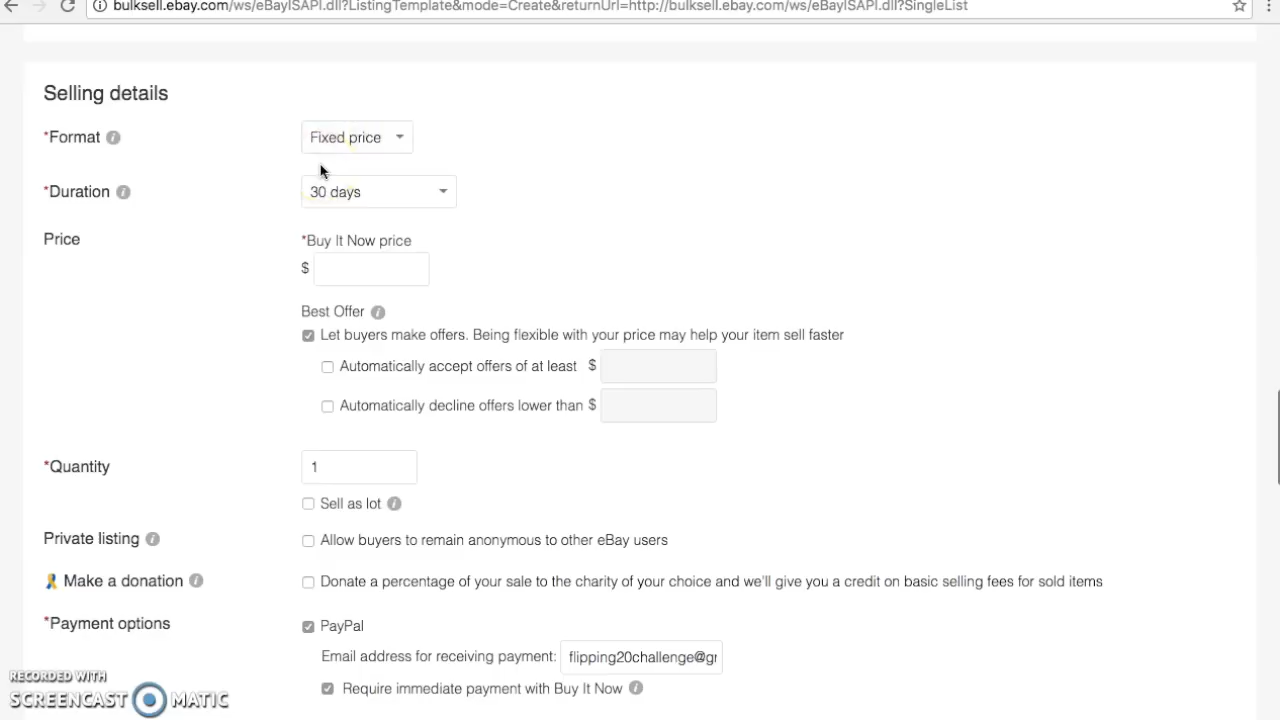 bulksell.ebay.com/ws/eBayISAPI.dll?ListingTemplate&mode=Create&returnUrl=http://bulksell.ebay.com/ws/eBayISAPI.dll?SingleList
Selling details
*Format Fixed price
*Duration 30 days
Price *Buy It Now price
$
Best Offer
Let buyers make offers. Being flexible with your price may help your item sell faster
Automatically accept offers of at least $
Automatically decline offers lower than $
*Quantity 1
Sell as lot
Private listing Allow buyers to remain anonymous to other eBay users
Make a donation Donate a percentage of your sale to the charity of your choice and we'll give you a credit on basic selling fees for sold items
*Payment options PayPal
Email address for receiving payment: flipping20challenge@gr
Require immediate payment with Buy It Now
RECORDED WITH
SCREENCAST MATIC